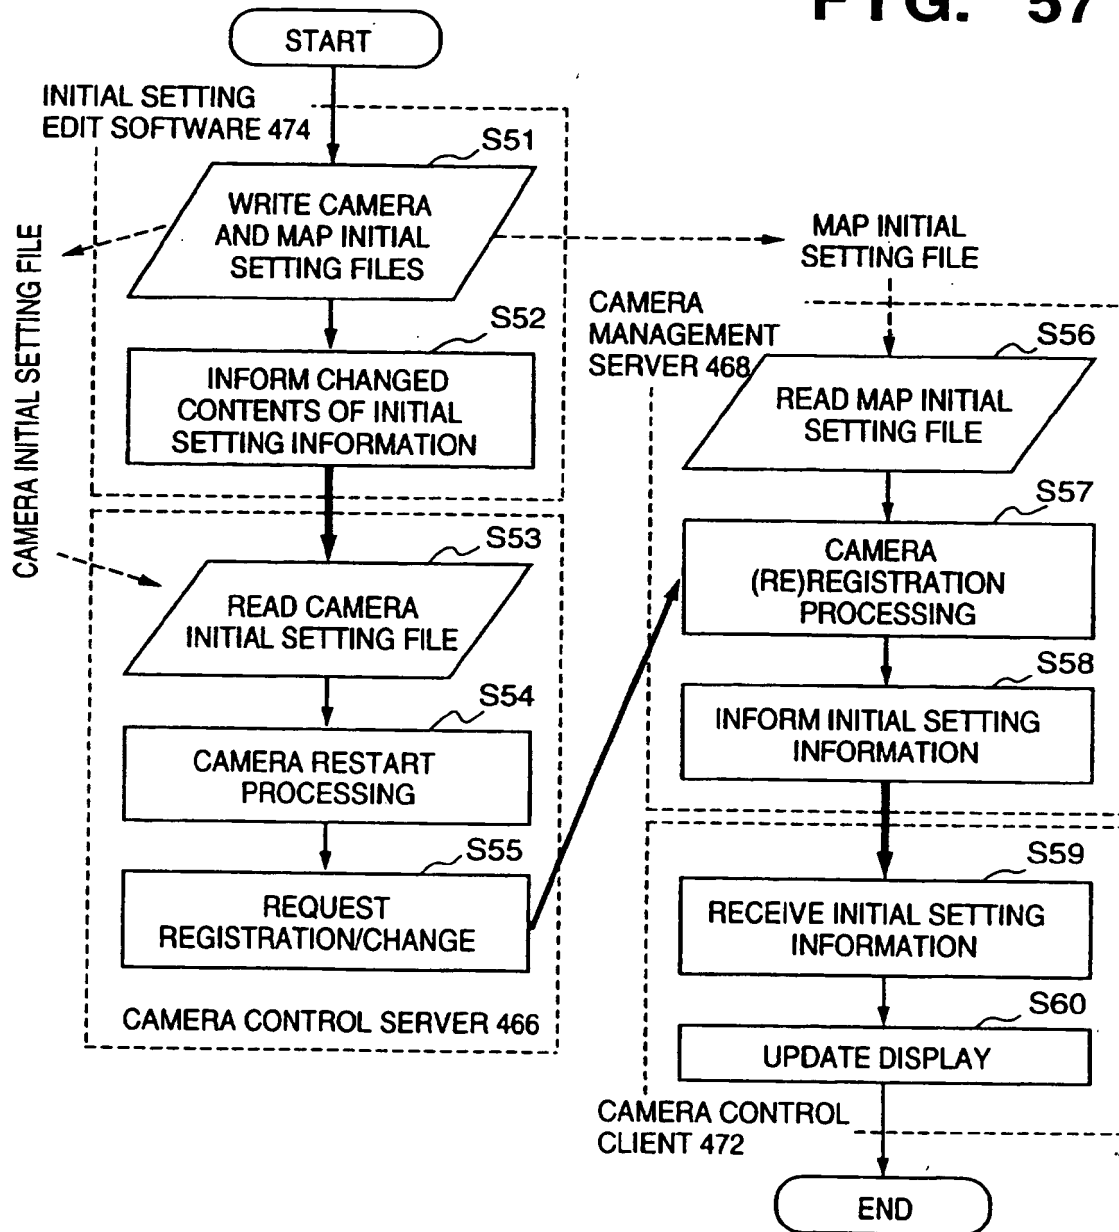 FIG. 57
START
INITIAL SETTING
EDIT SOFTWARE 474
S51
WRITE CAMERA
AND MAP INITIAL
SETTING FILES
CAMERA INITIAL SETTING FILE
S52
INFORM CHANGED
CONTENTS OF INITIAL
SETTING INFORMATION
S53
READ CAMERA
INITIAL SETTING FILE
S54
CAMERA RESTART
PROCESSING
S55
REQUEST
REGISTRATION/CHANGE
CAMERA CONTROL SERVER 466
MAP INITIAL
SETTING FILE
CAMERA
MANAGEMENT
SERVER 468
S56
READ MAP INITIAL
SETTING FILE
S57
CAMERA
(RE)REGISTRATION
PROCESSING
S58
INFORM INITIAL SETTING
INFORMATION
S59
RECEIVE INITIAL SETTING
INFORMATION
S60
UPDATE DISPLAY
CAMERA CONTROL
CLIENT 472
END